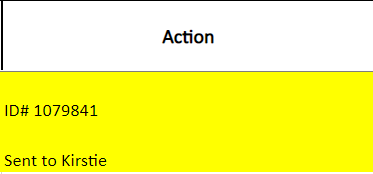 Action
ID# 1079841
Sent to Kirstie